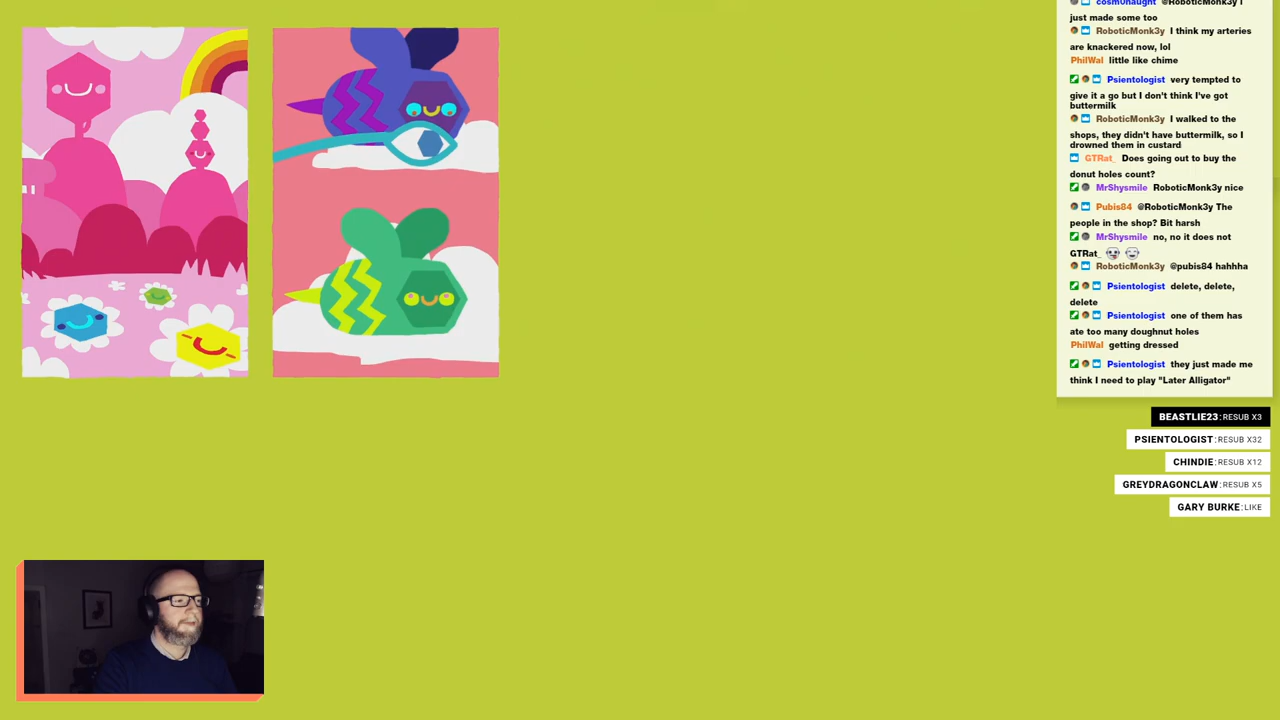 cosm0naught @RoboticMonk3y I
just made some too
RoboticMonk3y I think my arteries
are knackered now, lol
PhilWal little like chime
Psientologist very tempted to
give it a go but I don't think I've got
buttermilk
RoboticMonk3y I walked to the
shops, they didn't have buttermilk, so I
drowned them in custard
GTRat_ Does going out to buy the
donut holes count?
MrShysmile RoboticMonk3y nice
Pubis84 @RoboticMonk3y The
people in the shop? Bit harsh
MrShysmile no, no it does not
GTRat_
RoboticMonk3y @pubis84 hahhha
Psientologist delete, delete,
delete
Psientologist one of them has
ate too many doughnut holes
PhilWal getting dressed
Psientologist they just made me
think I need to play "Later Alligator"
BEASTLIE23: RESUB X3
PSIENTOLOGIST: RESUB X32
CHINDIE: RESUB X12
GREYDRAGONCLAW: RESUB X5
GARY BURKE: LIKE